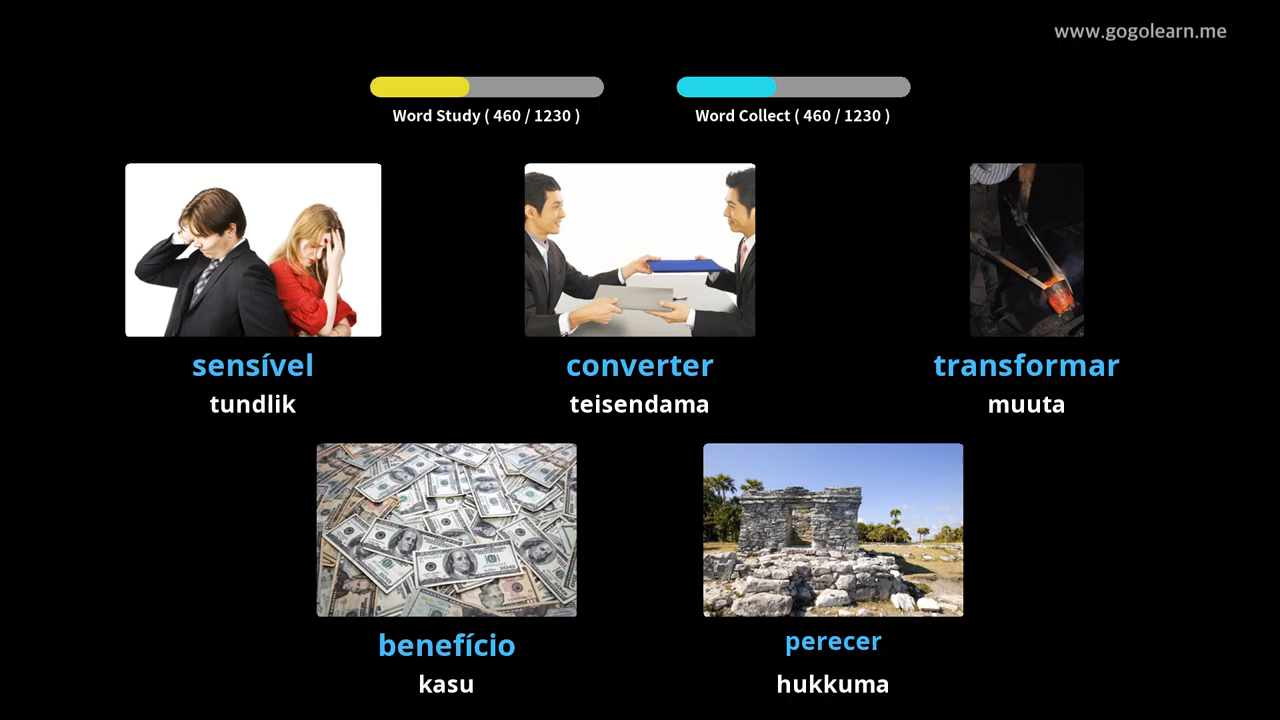 www.gogolearn.me
Word Study ( 460 / 1230 )
Word Collect ( 460 / 1230 )
sensível
tundlik
converter
teisendama
transformar
muuta
benefício
kasu
perecer
hukkuma